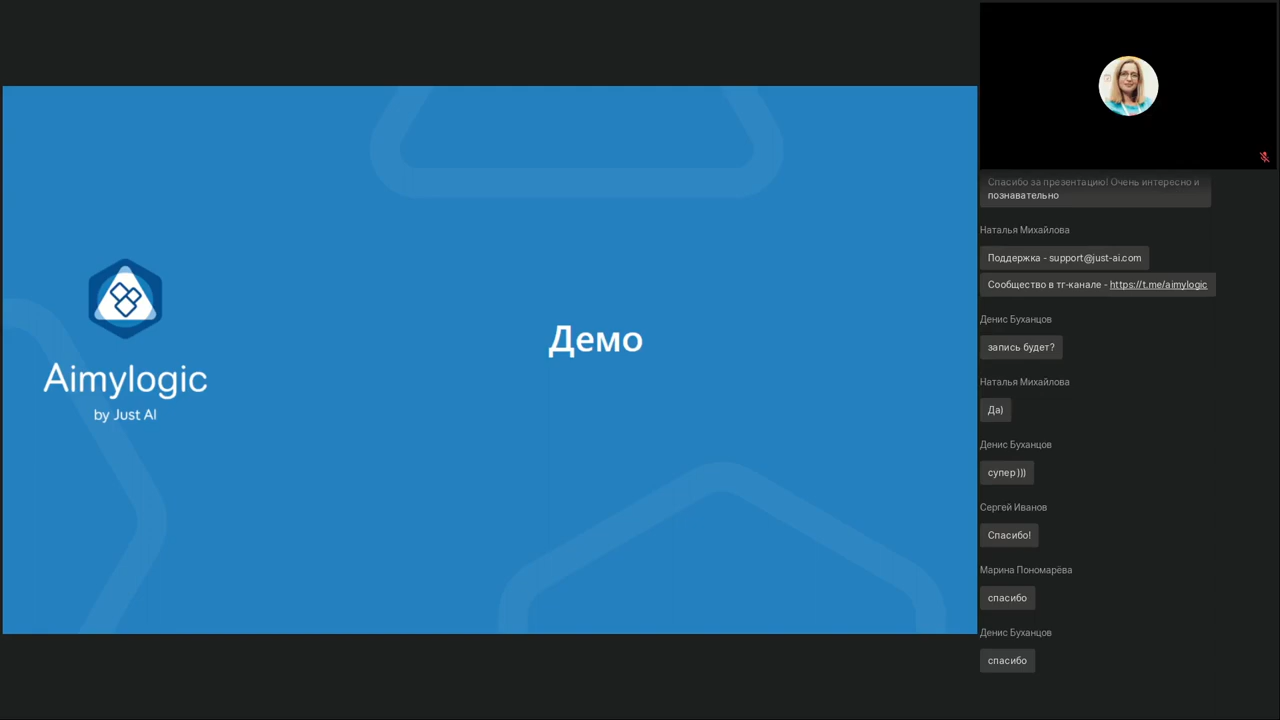 Aimylogic
by Just AI
Демо
Спасибо за презентацию! Очень интересно и
познавательно
Наталья Михайлова
Поддержка - support@just-ai.com
Сообщество в тг-канале - https://t.me/aimylogic
Денис Буханцов
запись будет?
Наталья Михайлова
Да)
Денис Буханцов
супер )))
Сергей Иванов
Спасибо!
Марина Пономарёва
спасибо
Денис Буханцов
спасибо